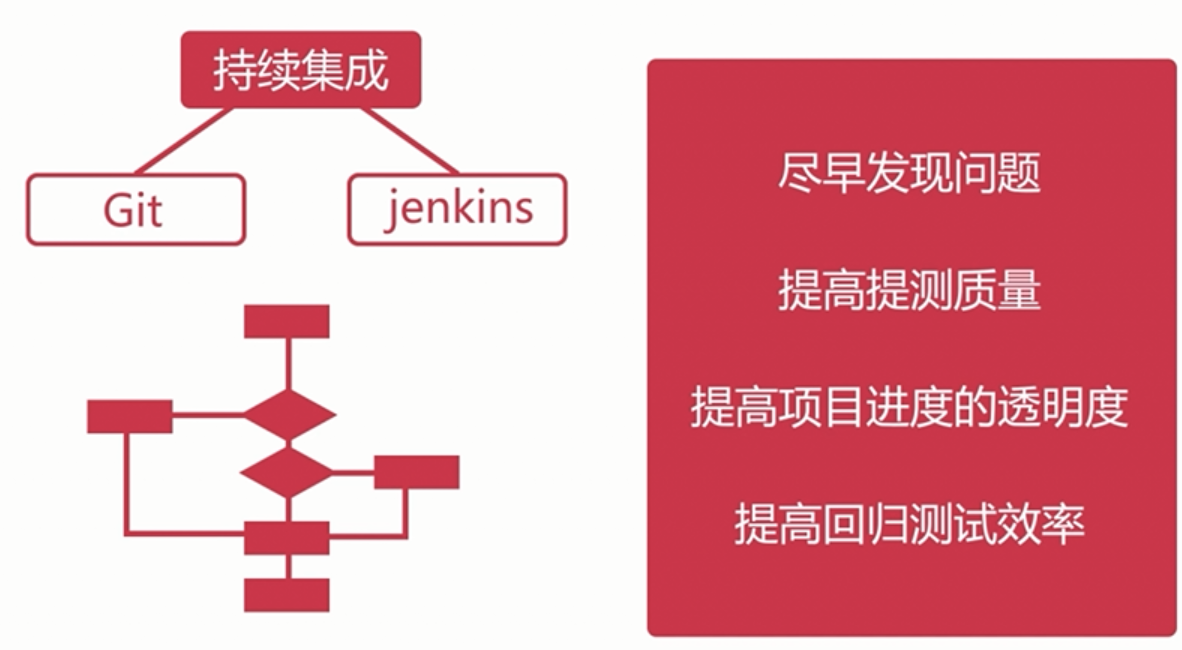 持续集成
Git
jenkins
尽早发现问题
提高提测质量
提高项目进度的透明度
提高回归测试效率